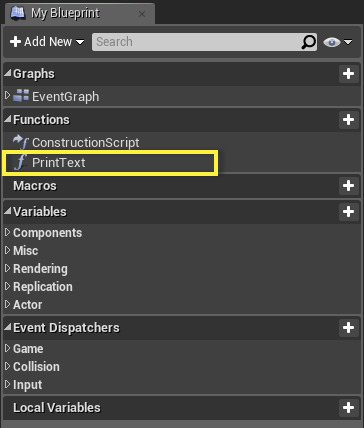 My Blueprint
Add New Search
Graphs
EventGraph
Functions
ConstructionScript
PrintText
Macros
Variables
Components
Misc
Rendering
Replication
Actor
Event Dispatchers
Game
Collision
Input
Local Variables